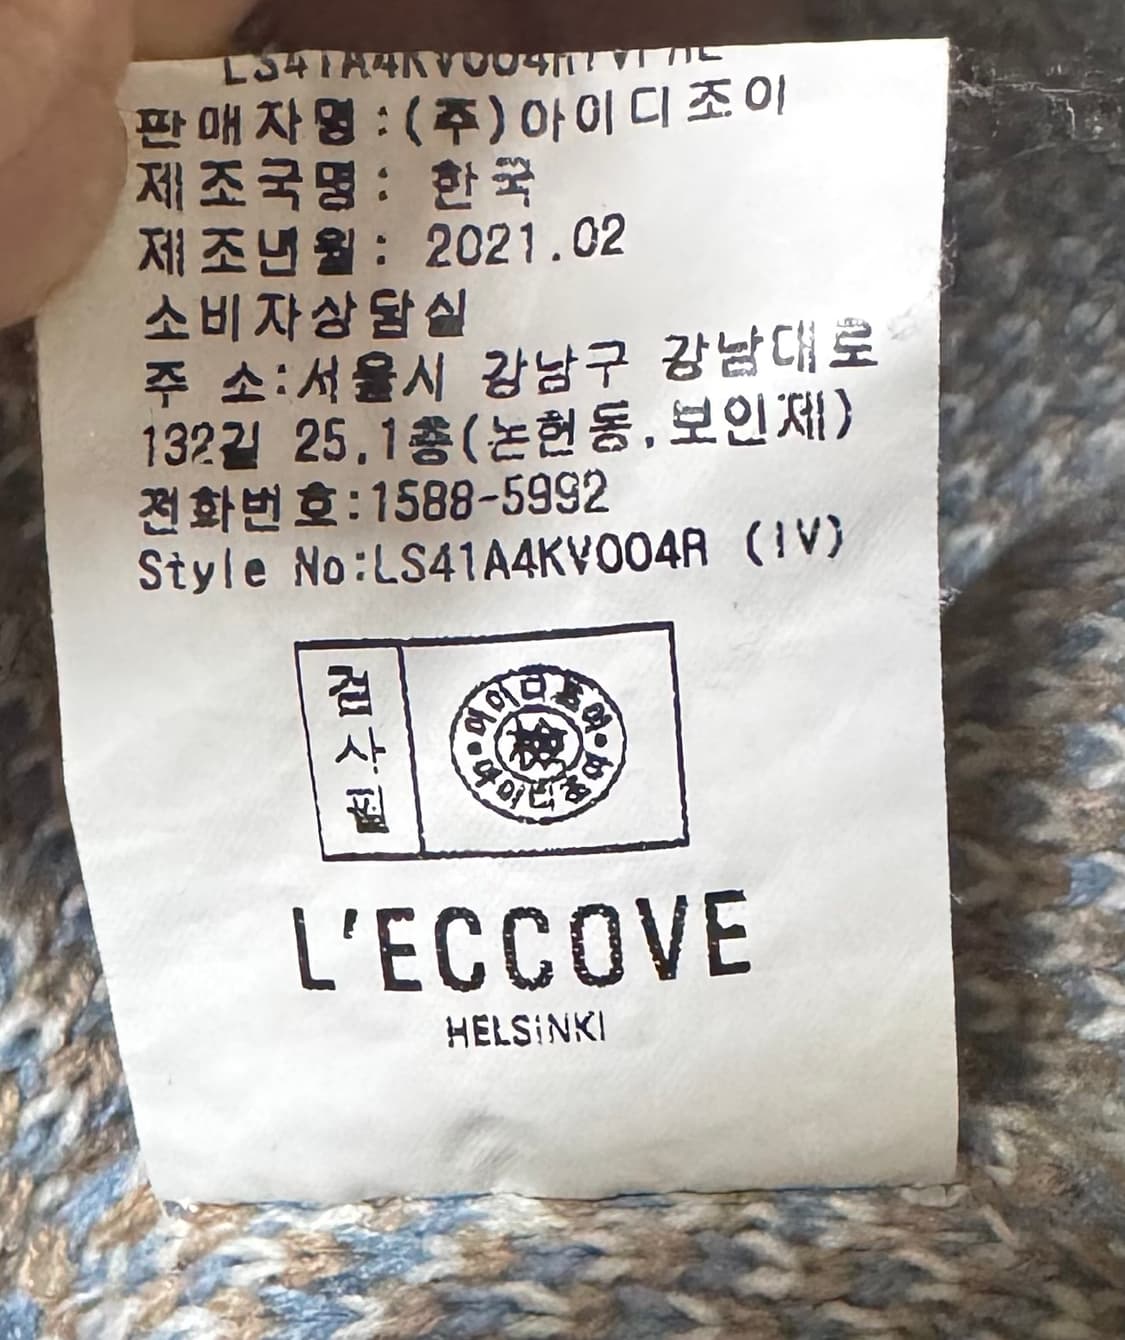 판매자명:(주)아이디조이
제조국명: 한국
제조년월: 2021.02
소비자상담실
주 소:서울시 강남구 강남대로
132길 25,1층(논현동,보인제)
전화번호:1588-5992
Style No:LS41A4KV004R (IV)
검사필
L'ECCOVE
HELSiNKI